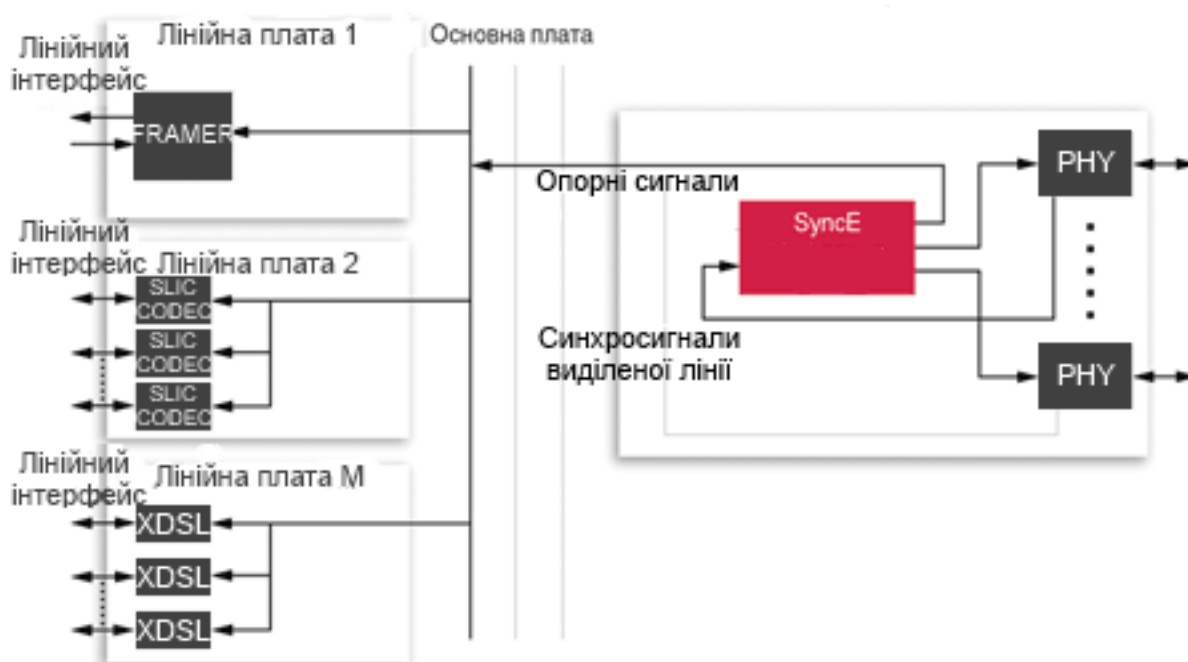 Лінійна плата 1
Основна плата
Лінійний
інтерфейс
FRAMER
Опорні сигнали
PHY
SyncE
Лінійний
інтерфейс
Лінійна плата 2
SLIC
CODEC
SLIC
CODEC
SLIC
CODEC
Синхросигнали
виділеної лінії
PHY
Лінійний
інтерфейс
Лінійна плата M
XDSL
XDSL
XDSL